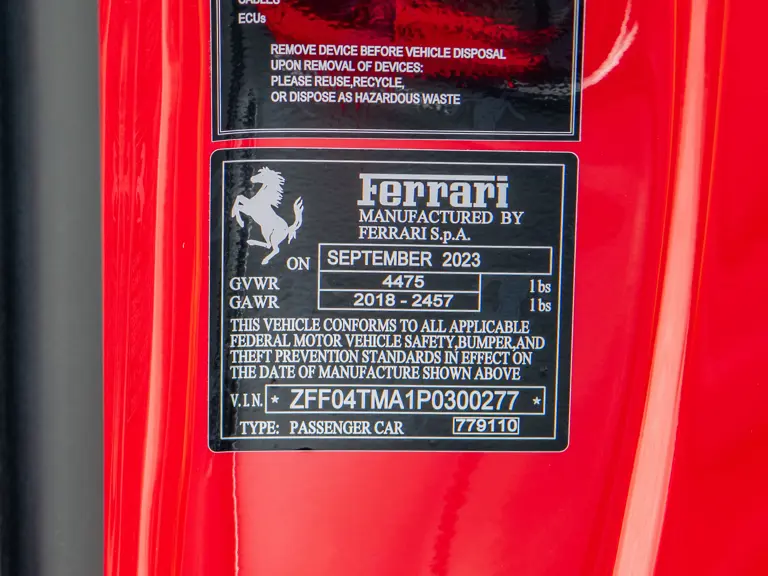 ECUs
REMOVE DEVICE BEFORE VEHICLE DISPOSAL
UPON REMOVAL OF DEVICES:
PLEASE REUSE,RECYCLE,
OR DISPOSE AS HAZARDOUS WASTE
Ferrari
MANUFACTURED BY
FERRARI S.p.A.
ON SEPTEMBER 2023
GVWR 4475 lbs
GAWR 2018 - 2457 lbs
THIS VEHICLE CONFORMS TO ALL APPLICABLE
FEDERAL MOTOR VEHICLE SAFETY,BUMPER,AND
THEFT PREVENTION STANDARDS IN EFFECT ON
THE DATE OF MANUFACTURE SHOWN ABOVE
V.I.N. * ZFF04TMA1P0300277 *
TYPE: PASSENGER CAR 779110